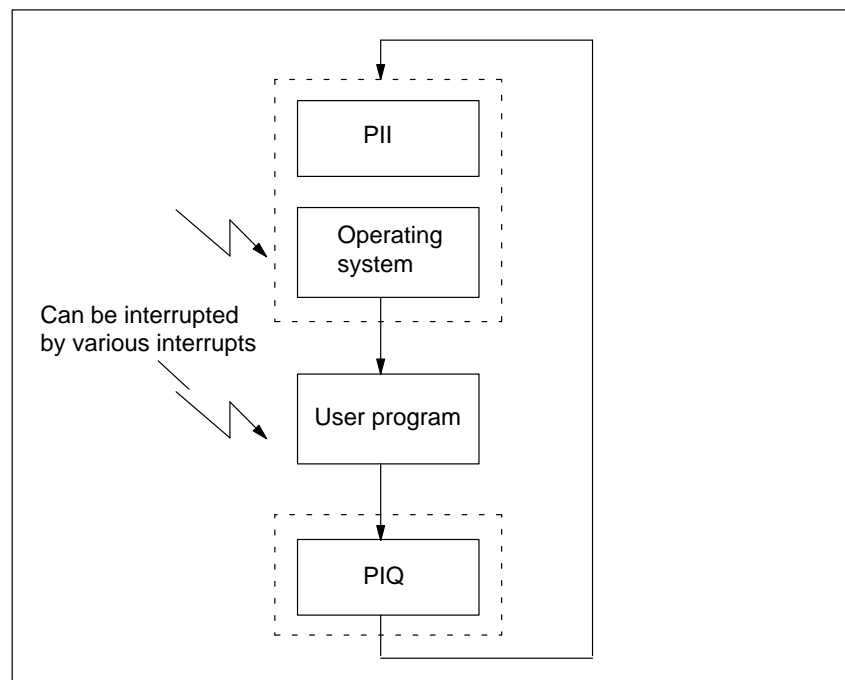 PII
Operating
system
Can be interrupted
by various interrupts
User program
PIQ